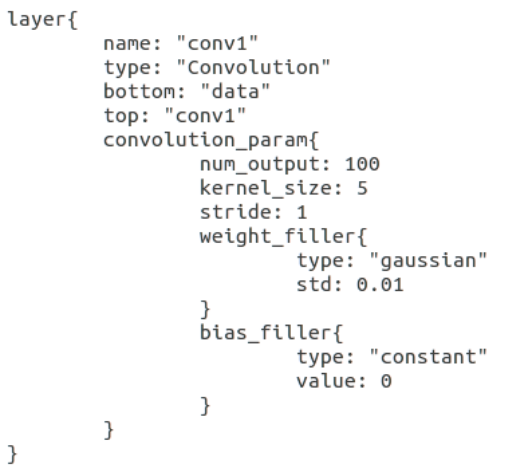 layer{
        name: "conv1"
        type: "Convolution"
        bottom: "data"
        top: "conv1"
        convolution_param{
                num_output: 100
                kernel_size: 5
                stride: 1
                weight_filler{
                        type: "gaussian"
                        std: 0.01
                }
                bias_filler{
                        type: "constant"
                        value: 0
                }
        }
}